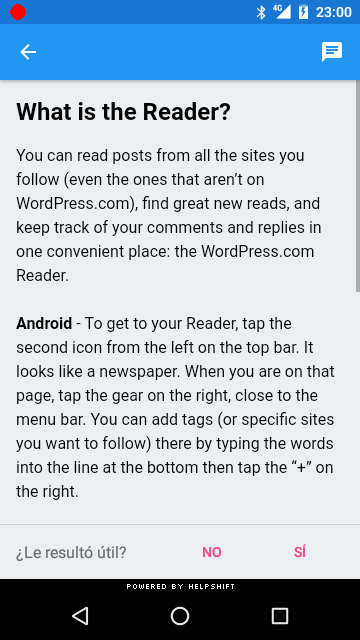 4G 23:00
What is the Reader?
You can read posts from all the sites you
follow (even the ones that aren’t on
WordPress.com), find great new reads, and
keep track of your comments and replies in
one convenient place: the WordPress.com
Reader.
Android - To get to your Reader, tap the
second icon from the left on the top bar. It
looks like a newspaper. When you are on that
page, tap the gear on the right, close to the
menu bar. You can add tags (or specific sites
you want to follow) there by typing the words
into the line at the bottom then tap the “+” on
the right.
¿Le resultó útil? NO SÍ
POWERED BY HELPSHIFT